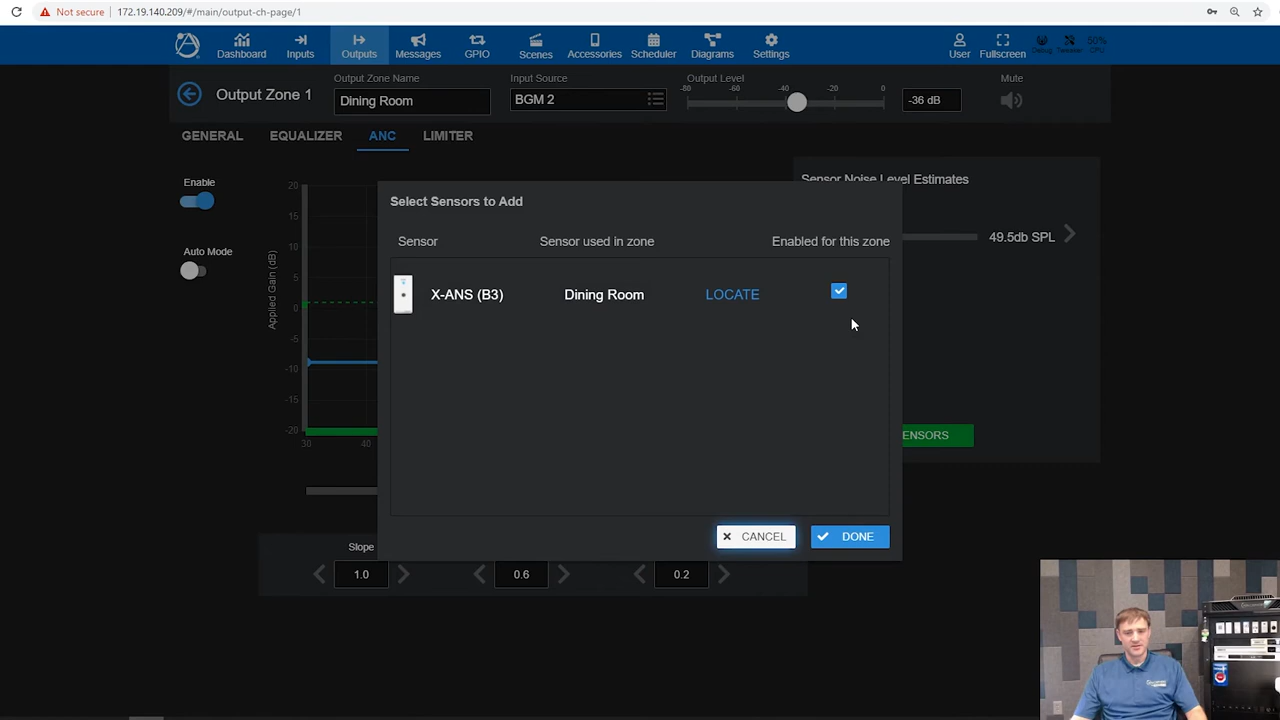 Not secure 172.19.140.209/#/main/output-ch-page/1
Dashboard Inputs Outputs Messages GPIO Scenes Accessories Scheduler Diagrams Settings User Fullscreen Debug 50% CPU
Output Zone Name Input Source Output Level Mute
Output Zone 1 Dining Room BGM 2 -80 -60 -40 -20 0 -36 dB
GENERAL EQUALIZER ANC LIMITER
Enable
Auto Mode
Applied Gain (dB)
20
15
10
5
0
-5
-10
-15
-20
30 40
Sensor Noise Level Estimates
49.5db SPL
ENSORS
Select Sensors to Add
Sensor Sensor used in zone Enabled for this zone
X-ANS (B3) Dining Room LOCATE
CANCEL DONE
Slope
1.0 0.6 0.2